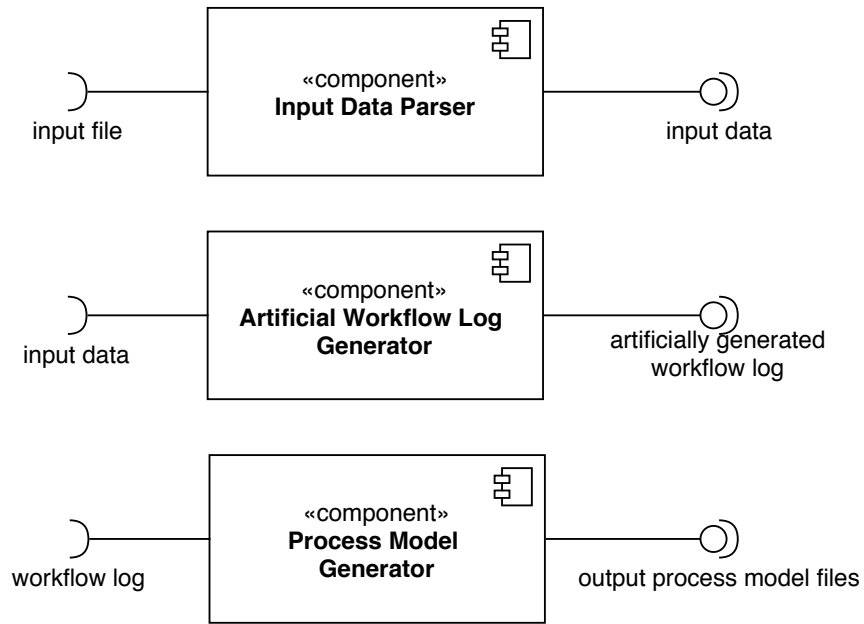 «component»
Input Data Parser
input file
input data
«component»
Artificial Workflow Log
Generator
input data
artificially generated
workflow log
«component»
Process Model
Generator
workflow log
output process model files